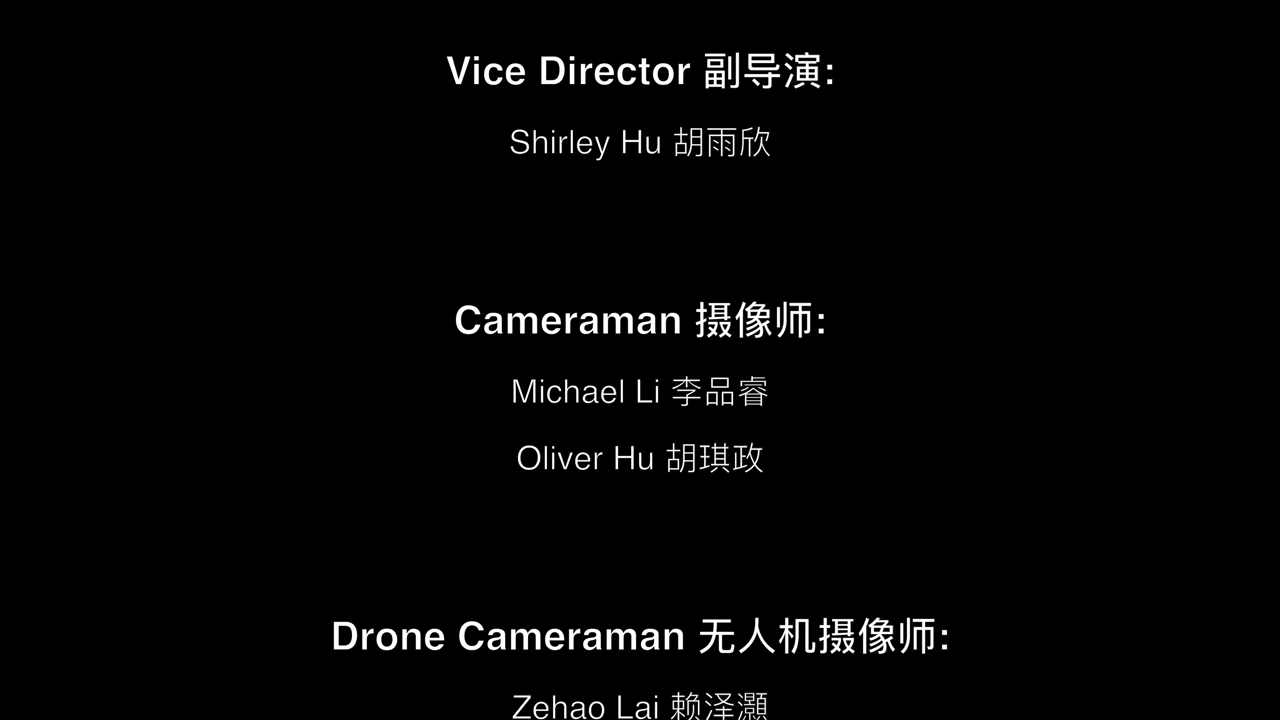 Vice Director 副导演:
Shirley Hu 胡雨欣
Cameraman 摄像师:
Michael Li 李品睿
Oliver Hu 胡琪政
Drone Cameraman 无人机摄像师:
Zehao Lai 赖泽灏